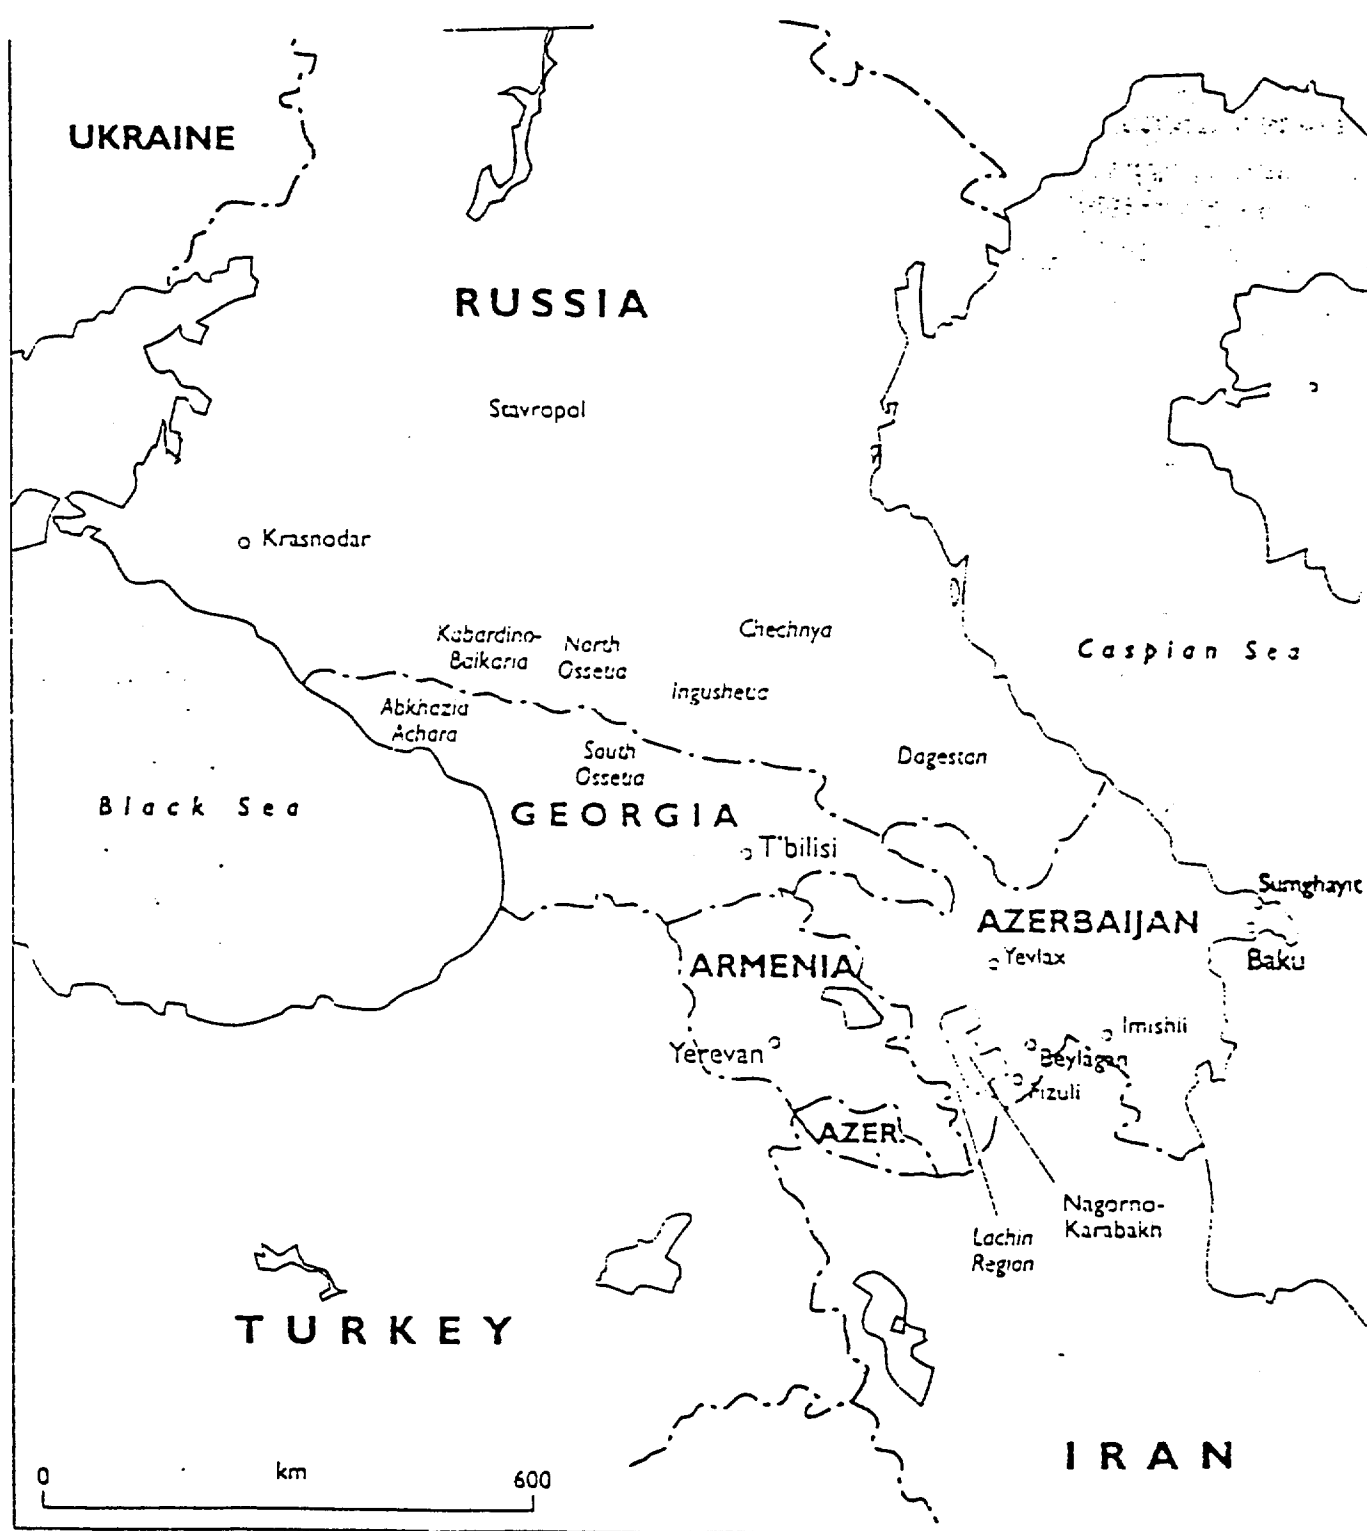 UKRAINE
RUSSIA
Stavropol
Krasnodar
Kabardino-
Balkaria
North
Ossetia
Chechnya
Caspian Sea
Ingushetia
Abkhazia
Achara
South
Ossetia
Dagestan
Black Sea
GEORGIA
T'bilisi
Sumghayit
AZERBAIJAN
ARMENIA
Yevlax
Baku
Imishli
Yerevan
Beylagan
Fizuli
AZER.
Nagorno-
Karabakh
Lachin
Region
TURKEY
IRAN
0 km 600